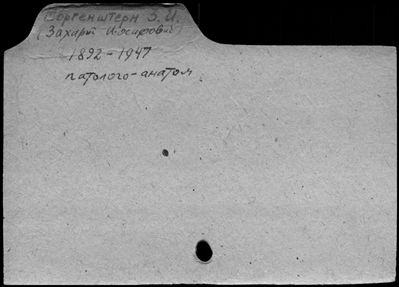 Моргенштерн З. И.
(Захарий Иосифович)
1892-1947
патолого-анатом